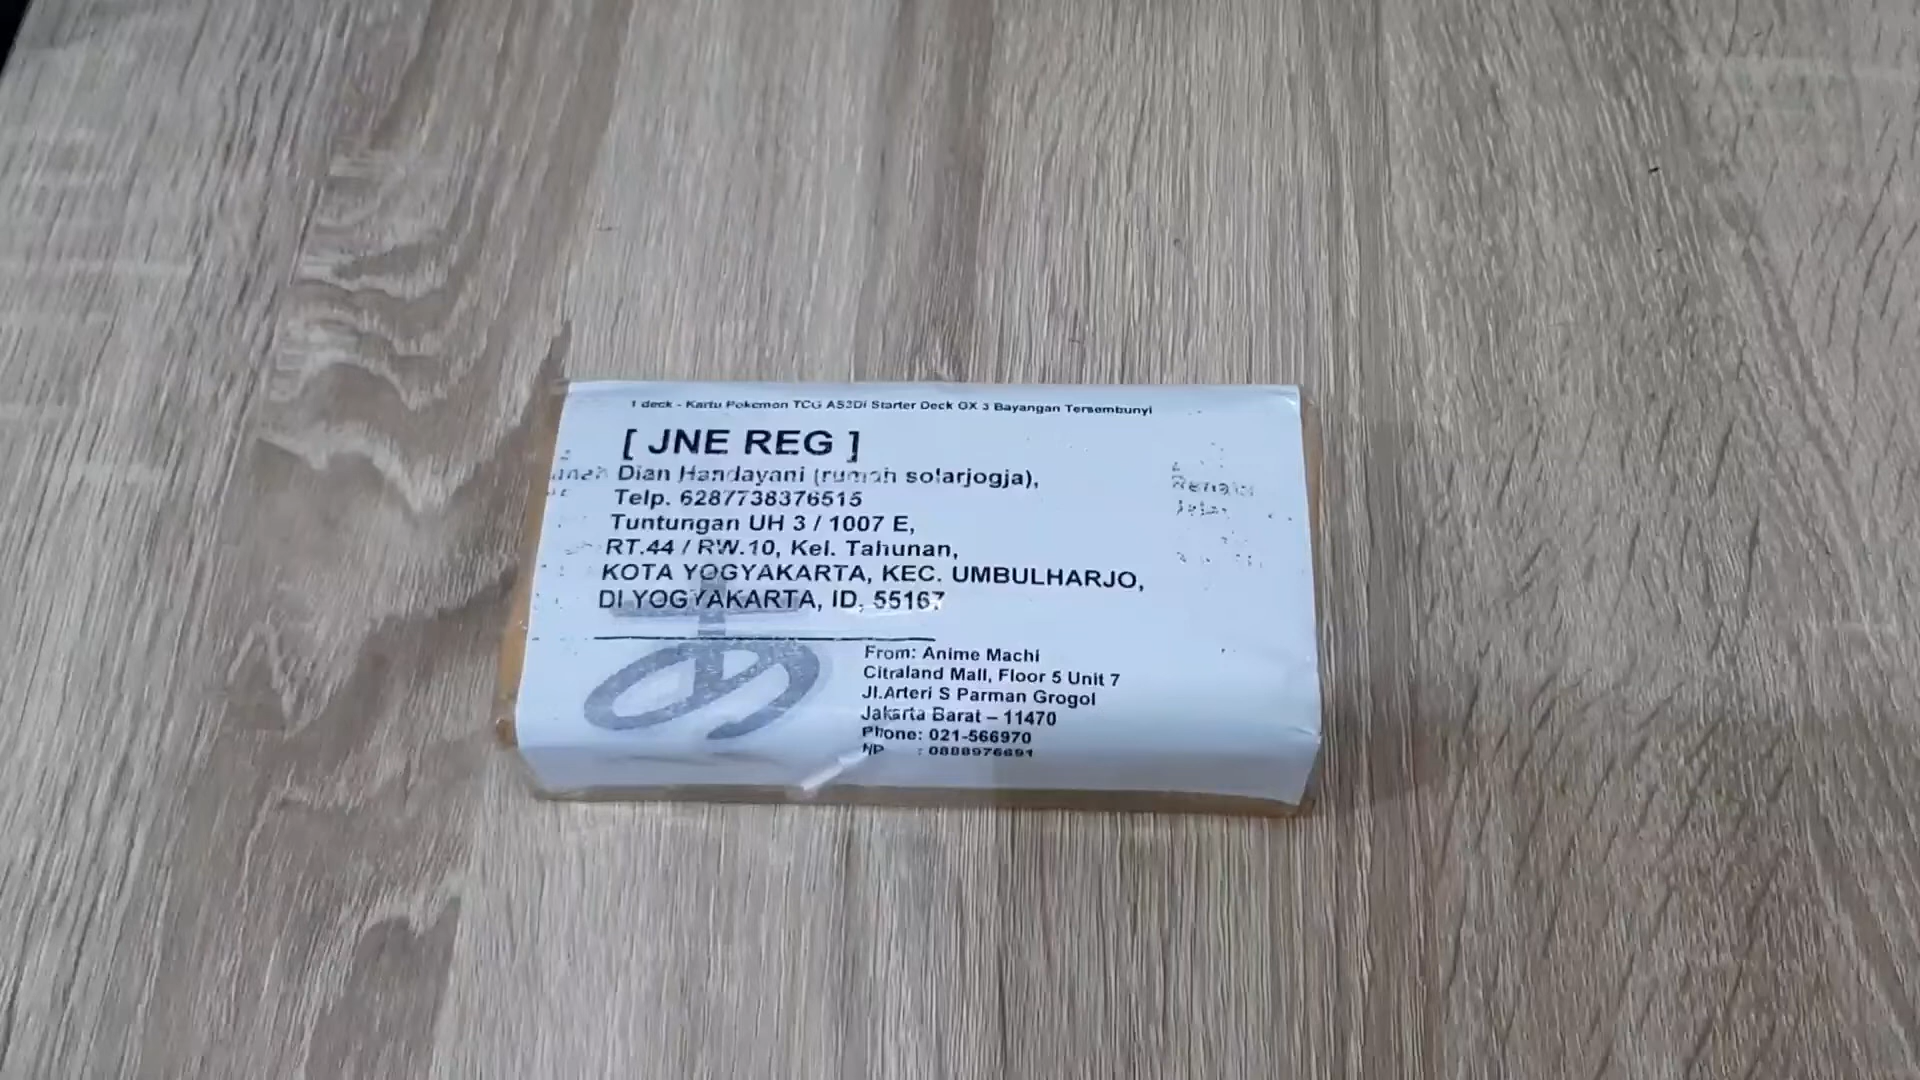 1 deck - Kartu Pokemon TCG AS3DI Starter Deck GX 3 Bayangan Tersembunyi
[ JNE REG ]
Dian Handayani (rumah solarjogja),
Telp. 6287738376515
Tuntungan UH 3 / 1007 E,
RT.44 / RW.10, Kel. Tahunan,
KOTA YOGYAKARTA, KEC. UMBULHARJO,
DI YOGYAKARTA, ID, 55167
From: Anime Machi
Citraland Mall, Floor 5 Unit 7
Jl.Arteri S Parman Grogol
Jakarta Barat – 11470
Phone: 021-566970
HP : 0888976691